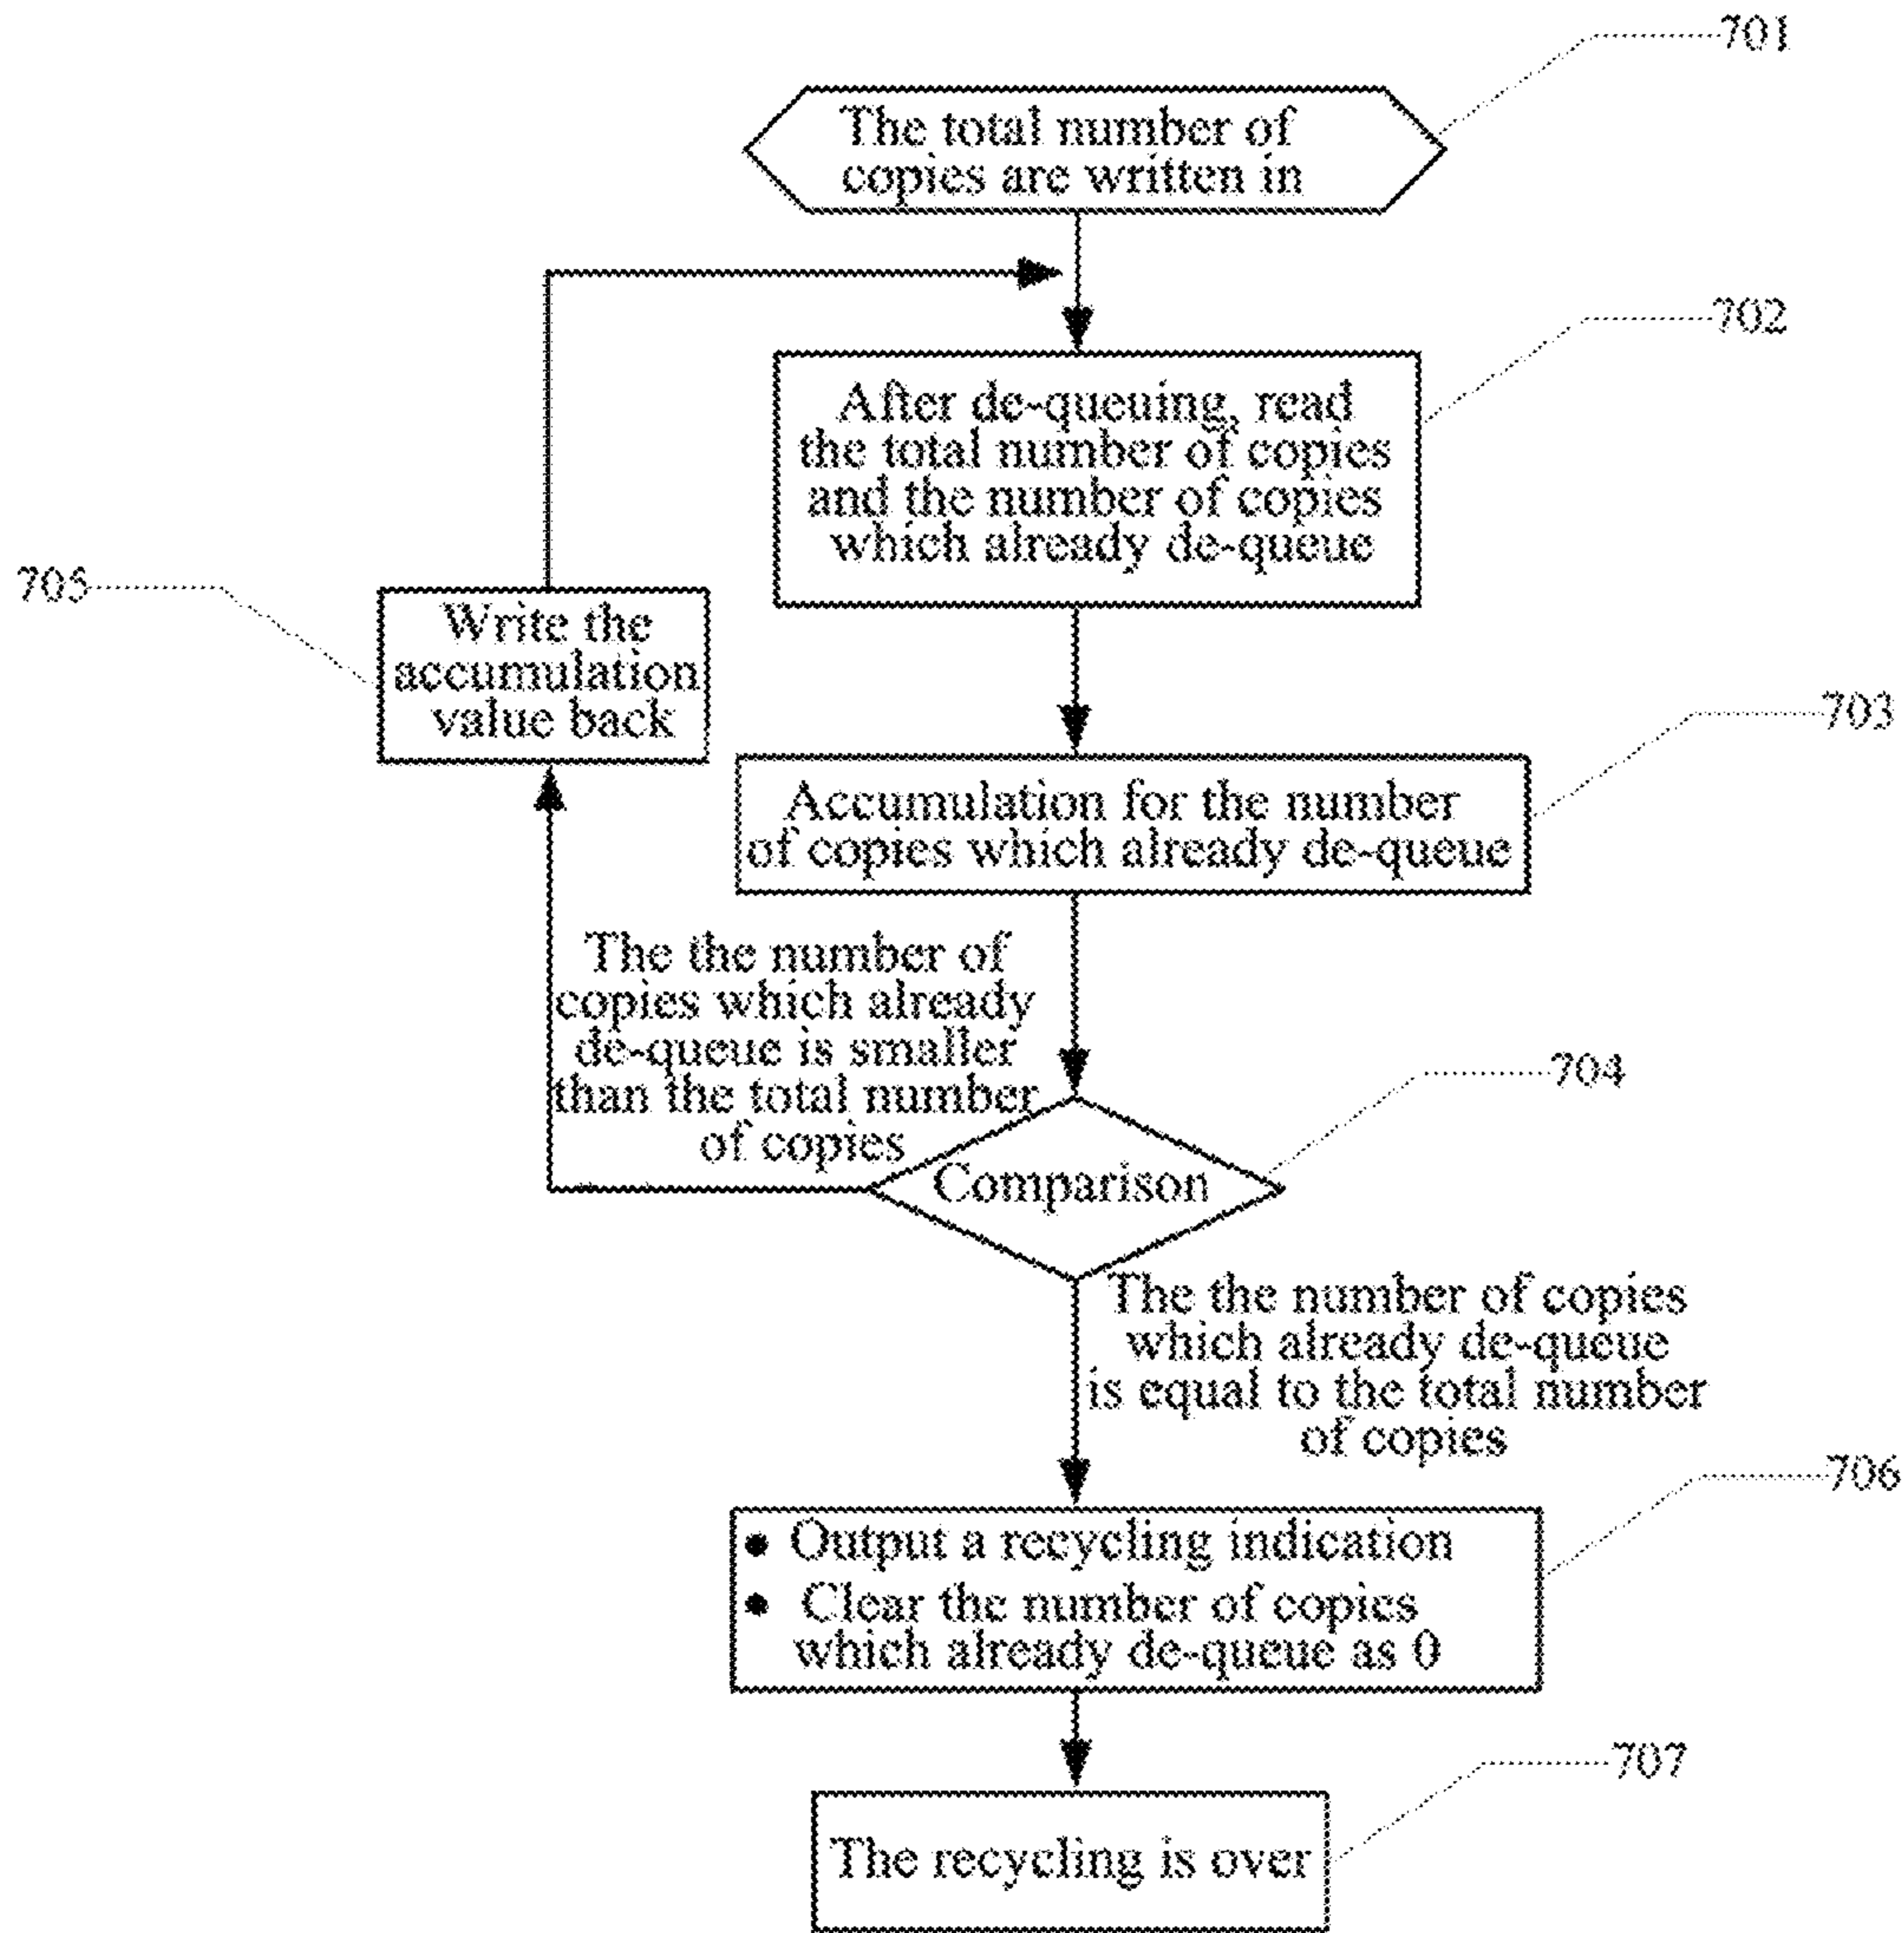 701
The total number of
copies are written in
702
After de-queuing, read
the total number of copies
and the number of copies
which already de-queue
705
Write the
accumulation
value back
703
Accumulation for the number
of copies which already de-queue
The the number of
copies which already
de-queue is smaller
than the total number
of copies
704
Comparison
The the number of copies
which already de-queue
is equal to the total number
of copies
706
• Output a recycling indication
• Clear the number of copies
which already de-queue as 0
707
The recycling is over